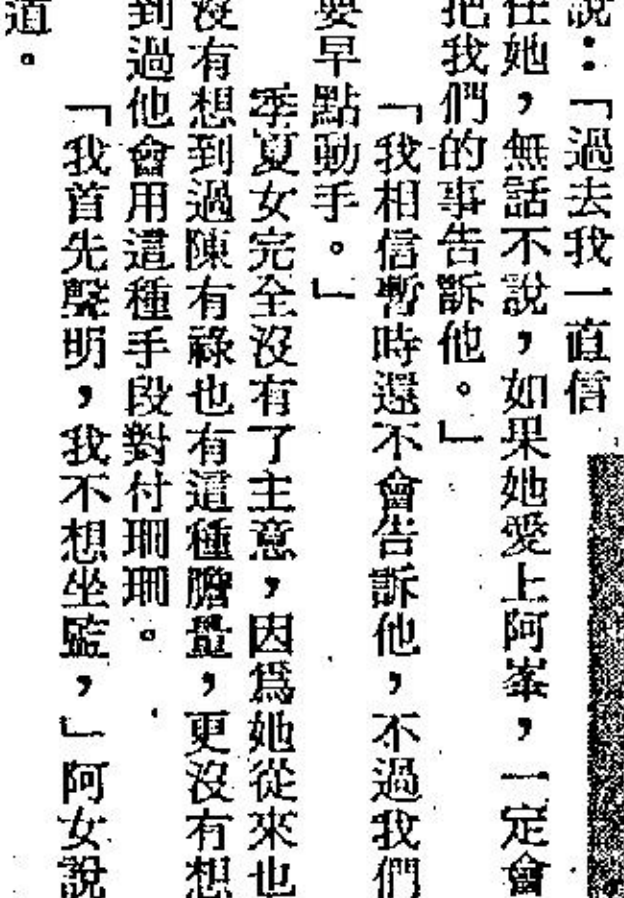 說：「過去我一直信
任她，無話不說，如果她愛上阿峯，一定會
把我們的事告訴他。」
「我相信暫時還不會告訴他，不過我們
要早點動手。」
季夏女完全沒有了主意，因爲她從來也
沒有想到過陳有祿也有這種膽量，更沒有想
到過他會用這種手段對付珊珊。
「我首先聲明，我不想坐監，」阿女說
道。